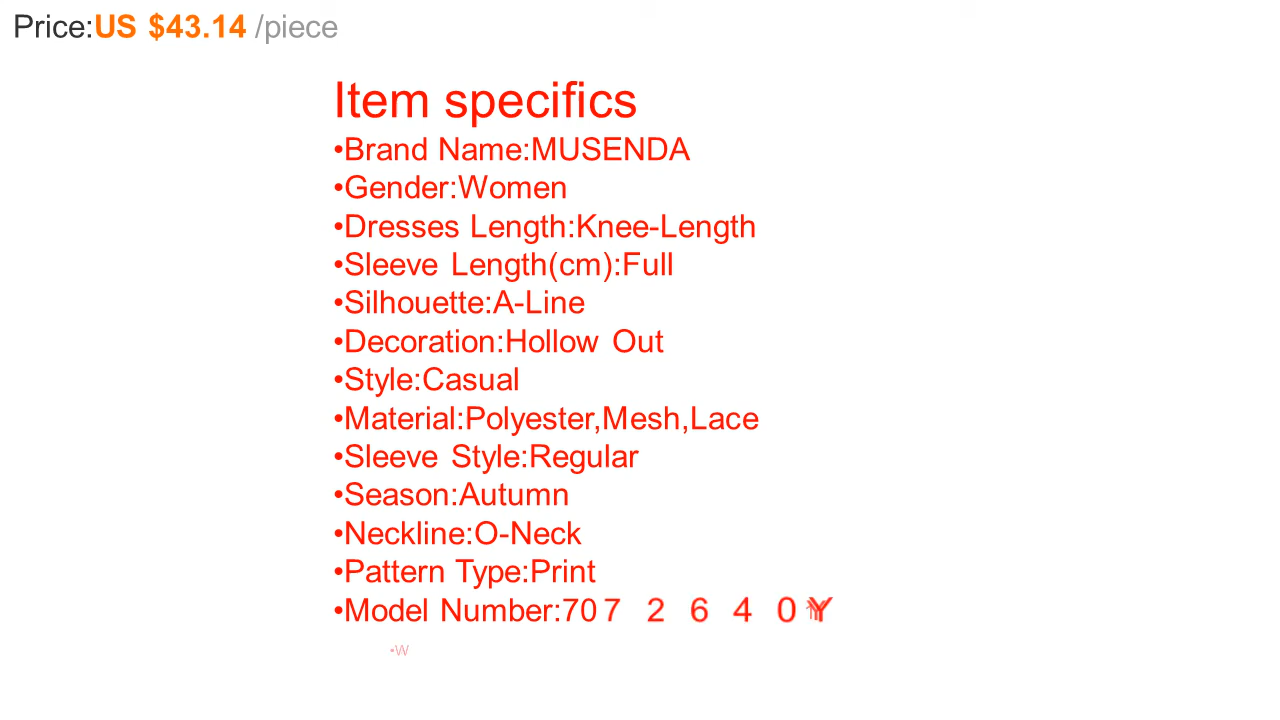 Price:US $43.14 /piece
Item specifics
•Brand Name:MUSENDA
•Gender:Women
•Dresses Length:Knee-Length
•Sleeve Length(cm):Full
•Silhouette:A-Line
•Decoration:Hollow Out
•Style:Casual
•Material:Polyester,Mesh,Lace
•Sleeve Style:Regular
•Season:Autumn
•Neckline:O-Neck
•Pattern Type:Print
•Model Number:70 7 2 6 4 0
•W